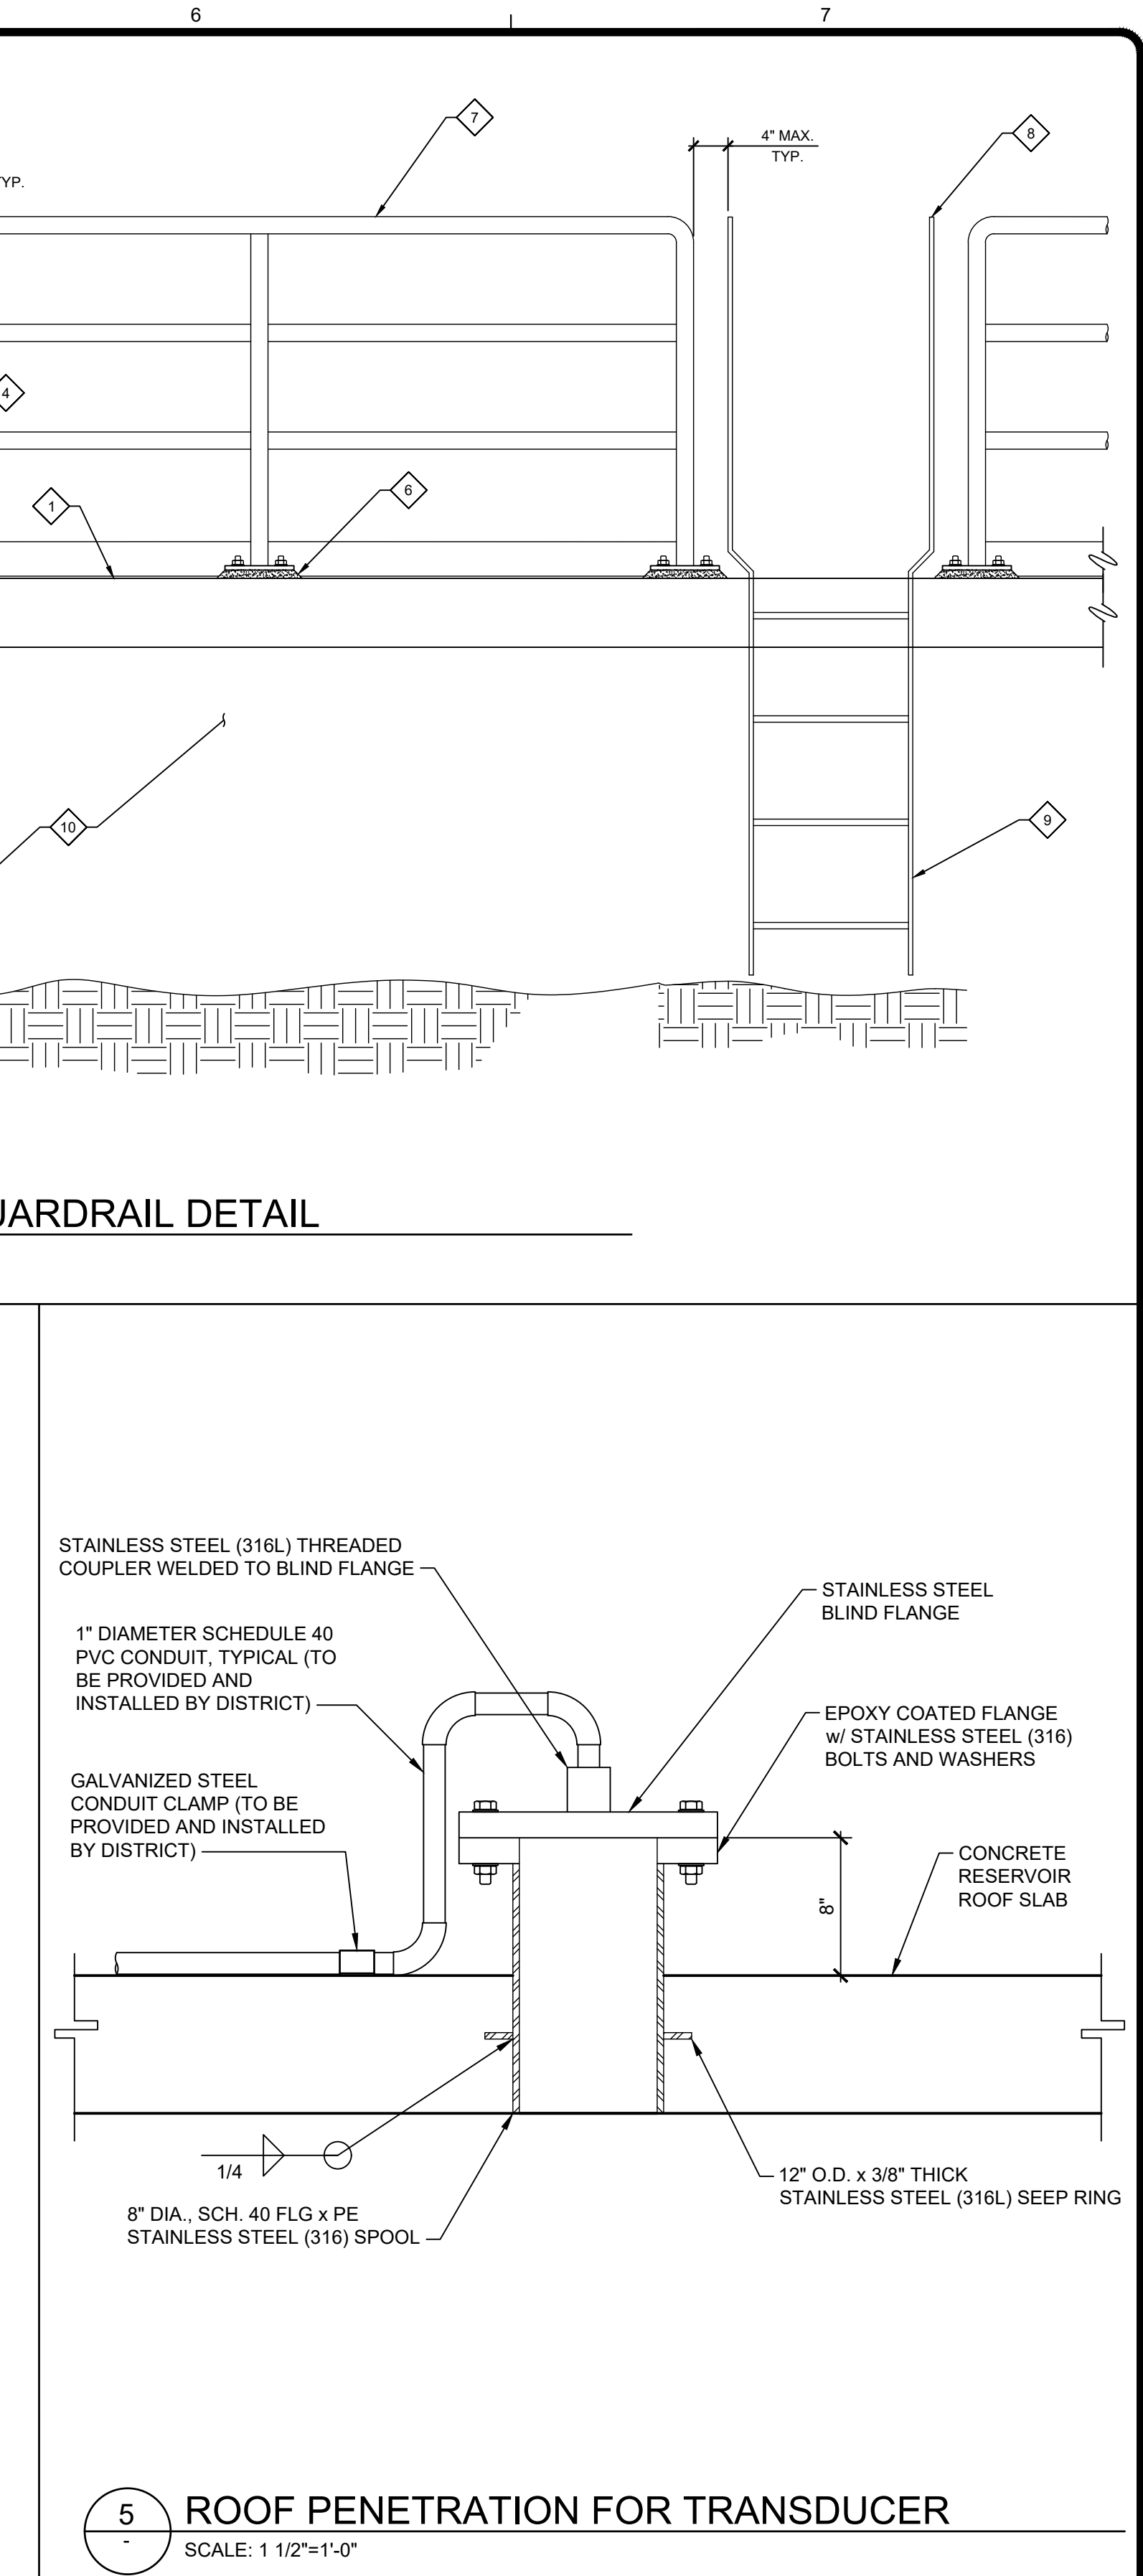 6
7
7
4" MAX.
TYP.
8
TYP.
4
1
6
10
9
UARDRAIL DETAIL
STAINLESS STEEL (316L) THREADED
COUPLER WELDED TO BLIND FLANGE
STAINLESS STEEL
BLIND FLANGE
1" DIAMETER SCHEDULE 40
PVC CONDUIT, TYPICAL (TO
BE PROVIDED AND
INSTALLED BY DISTRICT)
EPOXY COATED FLANGE
w/ STAINLESS STEEL (316)
BOLTS AND WASHERS
GALVANIZED STEEL
CONDUIT CLAMP (TO BE
PROVIDED AND INSTALLED
BY DISTRICT)
CONCRETE
RESERVOIR
ROOF SLAB
8"
1/4
12" O.D. x 3/8" THICK
STAINLESS STEEL (316L) SEEP RING
8" DIA., SCH. 40 FLG x PE
STAINLESS STEEL (316) SPOOL
5
-
ROOF PENETRATION FOR TRANSDUCER
SCALE: 1 1/2"=1'-0"